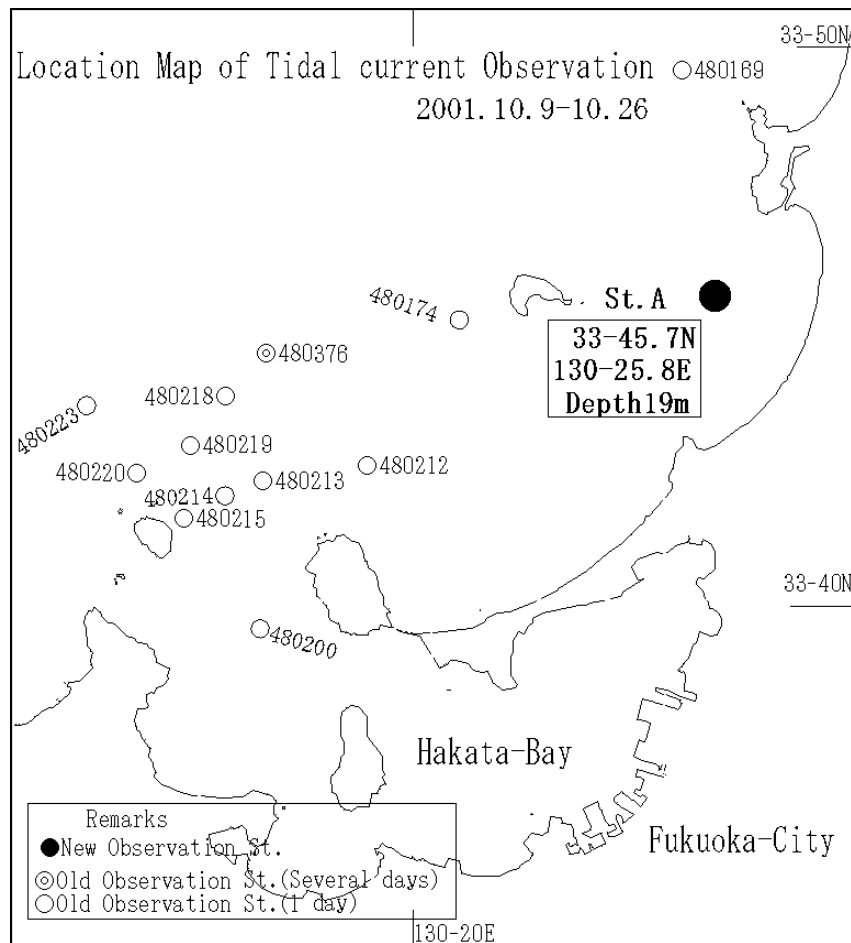 33-50N
Location Map of Tidal current Observation
480169
2001.10.9-10.26
480174
St.A
33-45.7N
130-25.8E
Depth19m
480376
480218
480223
480219
480212
480220
480213
480214
480215
33-40N
480200
Hakata-Bay
Fukuoka-City
Remarks
New Observation St.
Old Observation St.(Several days)
Old Observation St.(1 day)
130-20E